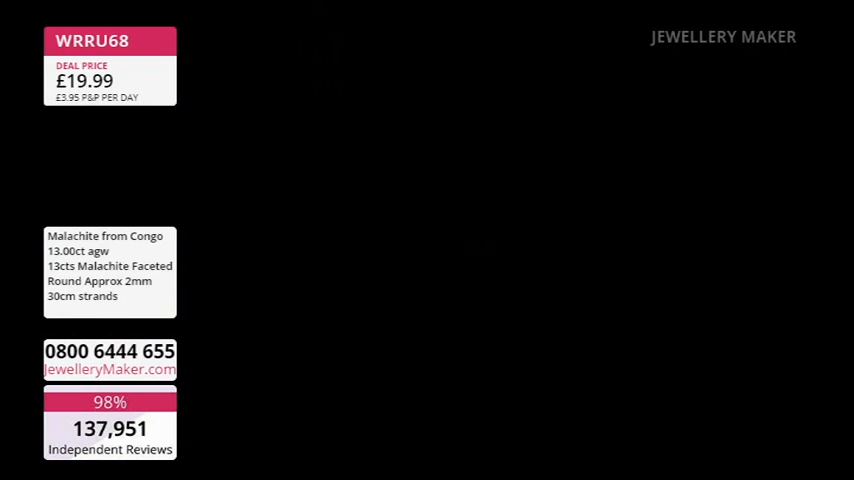 WRRU68
DEAL PRICE
£19.99
£3.95 P&P PER DAY
JEWELLERY MAKER
Malachite from Congo
13.00ct agw
13cts Malachite Faceted
Round Approx 2mm
30cm strands
0800 6444 655
JewelleryMaker.com
98%
137,951
Independent Reviews